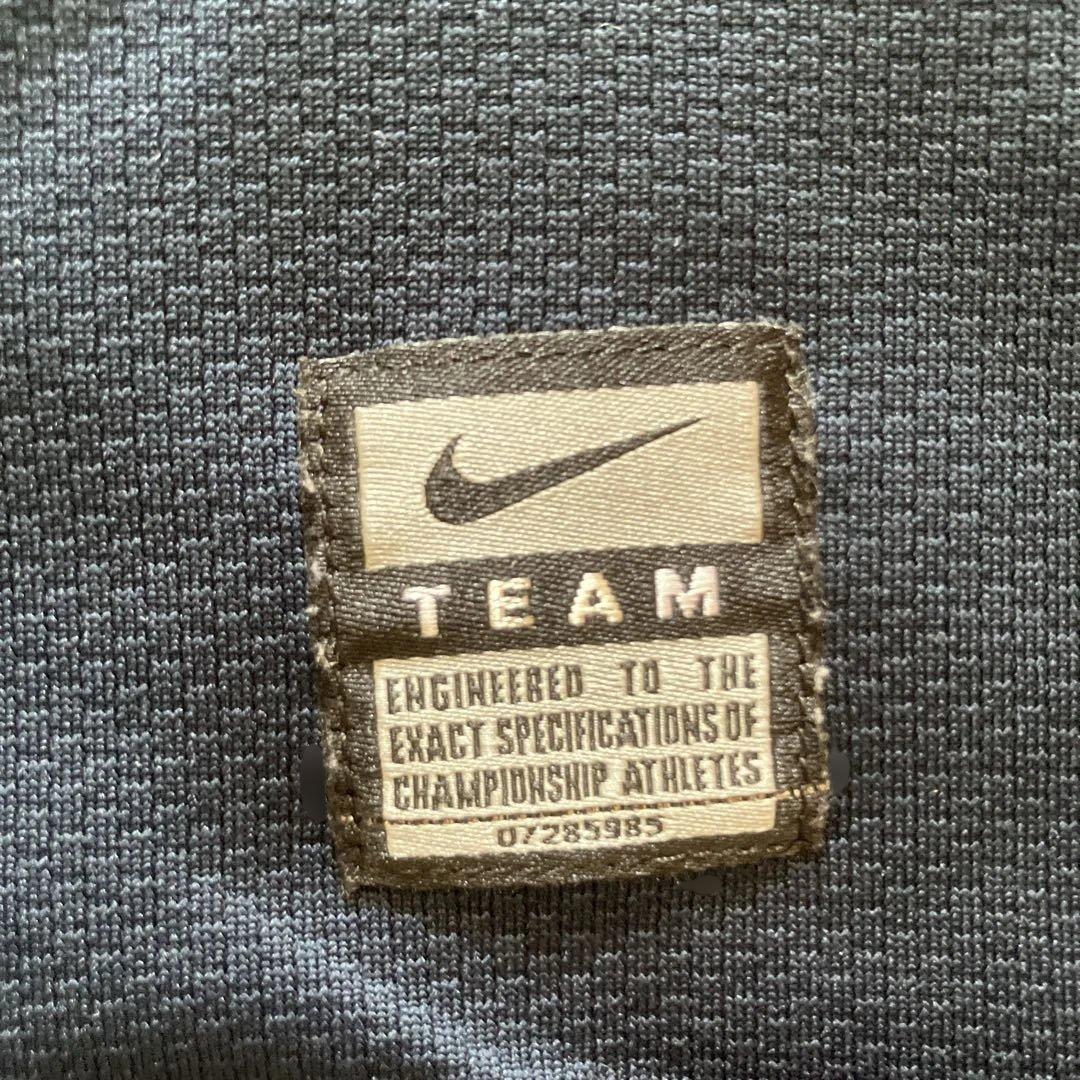 TEAM
ENGINEERED TO THE
EXACT SPECIFICATIONS OF
CHAMPIONSHIP ATHLETES
07285985